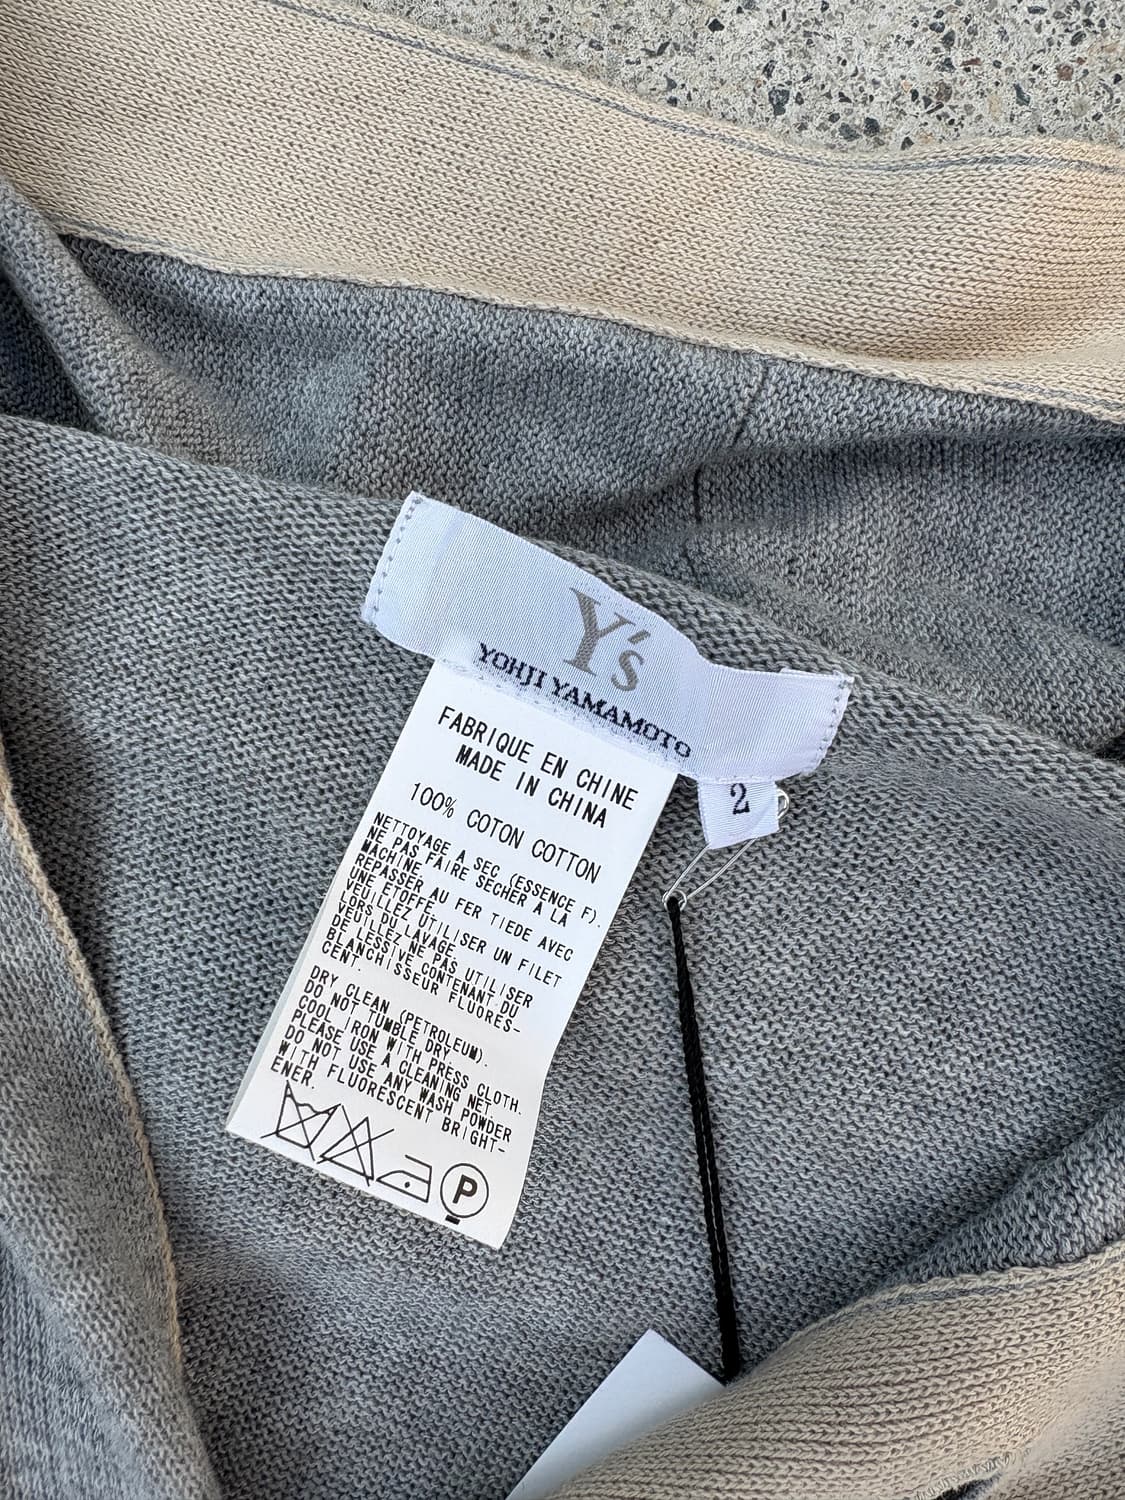 Y's
YOHJI YAMAMOTO
2
FABRIQUE EN CHINE
MADE IN CHINA
100% COTON COTTON
NETTOYAGE A SEC (ESSENCE F).
NE PAS FAIRE SECHER A LA
MACHINE.
REPASSER AU FER TIEDE AVEC
UNE ETOFFE.
VEUILLEZ UTILISER UN FILET
LORS DU LAVAGE.
VEUILLEZ NE PAS UTILISER
DE LESSIVE CONTENANT DU
BLANCHISSEUR FLUORES-
CENT.
DRY CLEAN (PETROLEUM).
DO NOT TUMBLE DRY.
COOL IRON WITH PRESS CLOTH.
PLEASE USE A CLEANING NET.
DO NOT USE ANY WASH POWDER
WITH FLUORESCENT BRIGHT-
ENER.
P